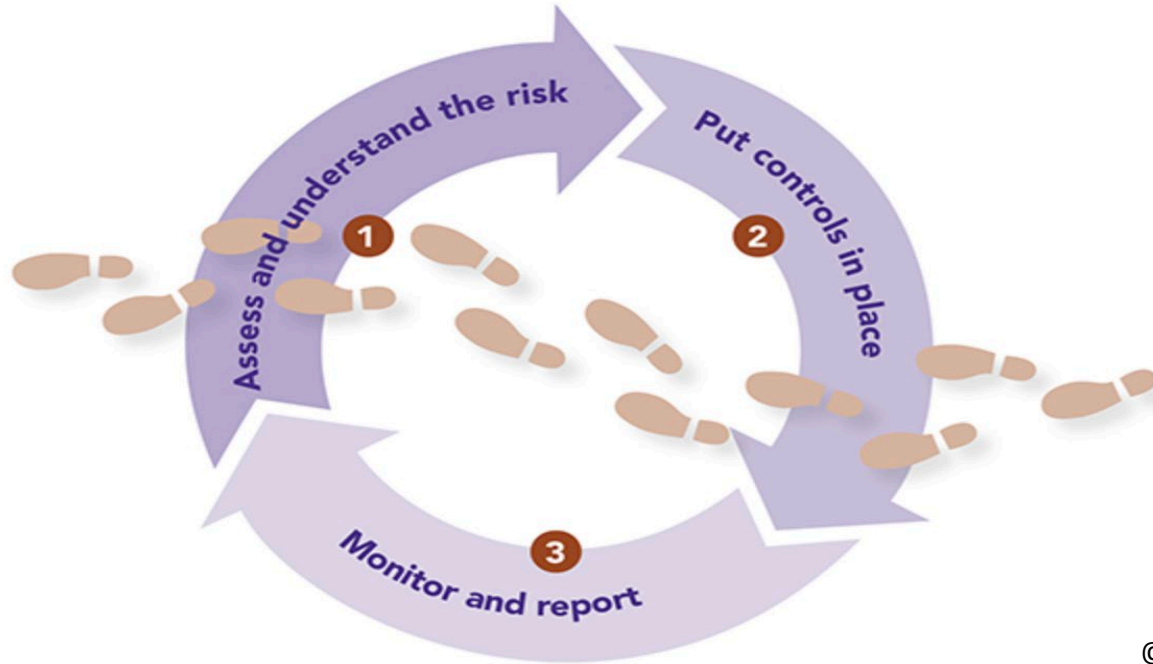 Assess and understand the risk
1
Put controls in place
2
Monitor and report
3
©